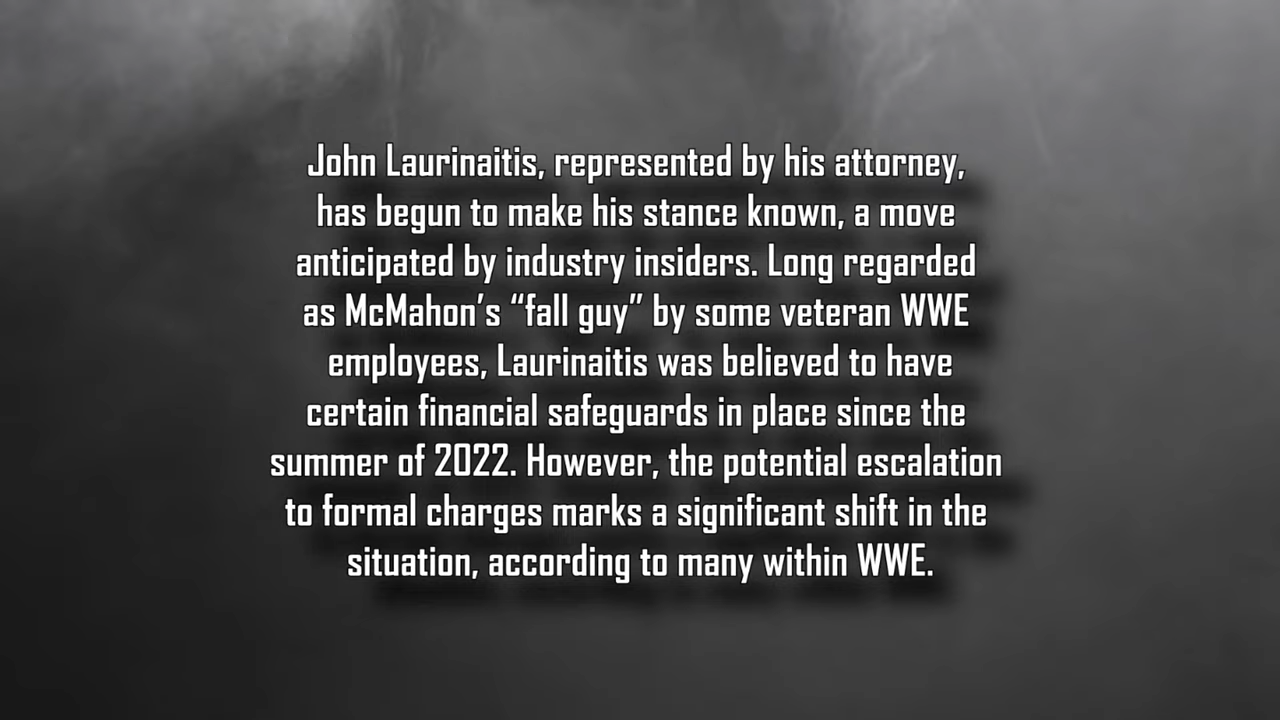 John Laurinaitis, represented by his attorney,
has begun to make his stance known, a move
anticipated by industry insiders. Long regarded
as McMahon’s “fall guy” by some veteran WWE
employees, Laurinaitis was believed to have
certain financial safeguards in place since the
summer of 2022. However, the potential escalation
to formal charges marks a significant shift in the
situation, according to many within WWE.